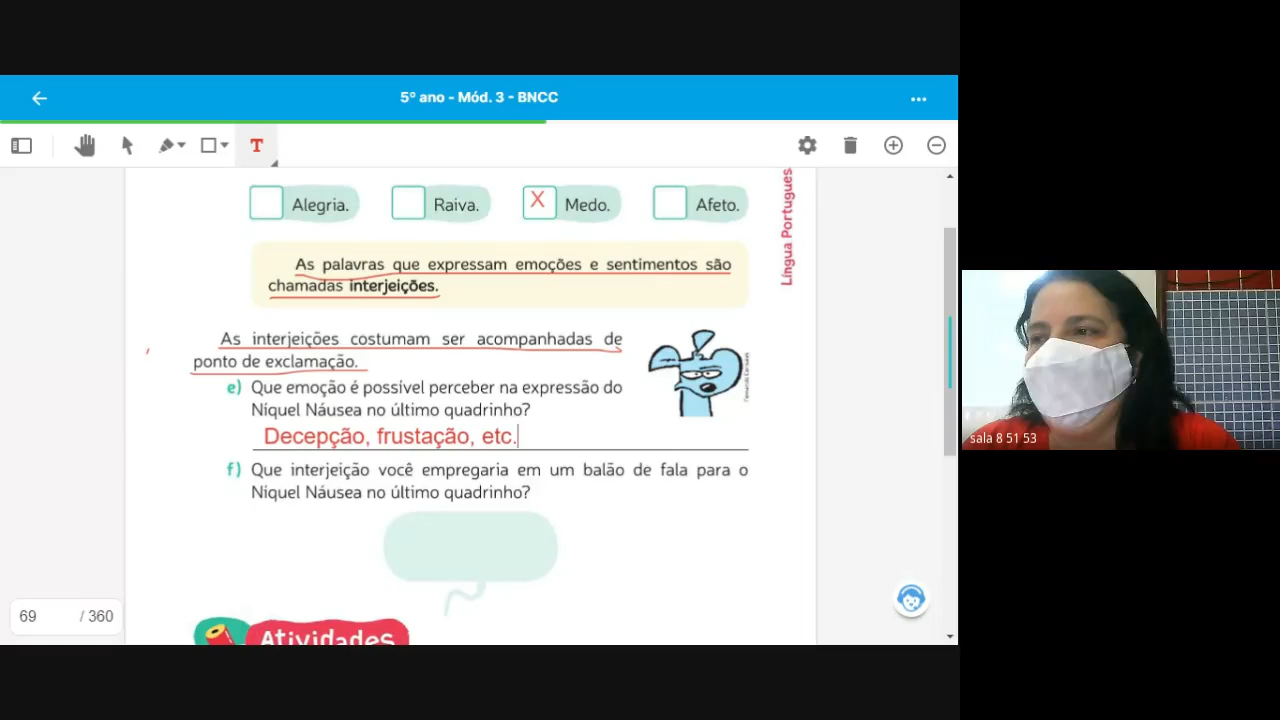 5º ano - Mód. 3 - BNCC
T
Alegria.
Raiva.
X
Medo.
Afeto.
Língua Portugues
As palavras que expressam emoções e sentimentos são
chamadas interjeições.
As interjeições costumam ser acompanhadas de
ponto de exclamação.
e) Que emoção é possível perceber na expressão do
Níquel Náusea no último quadrinho?
Decepção, frustação, etc.
f) Que interjeição você empregaria em um balão de fala para o
Níquel Náusea no último quadrinho?
69 / 360
Atividades
sala 8 51 53